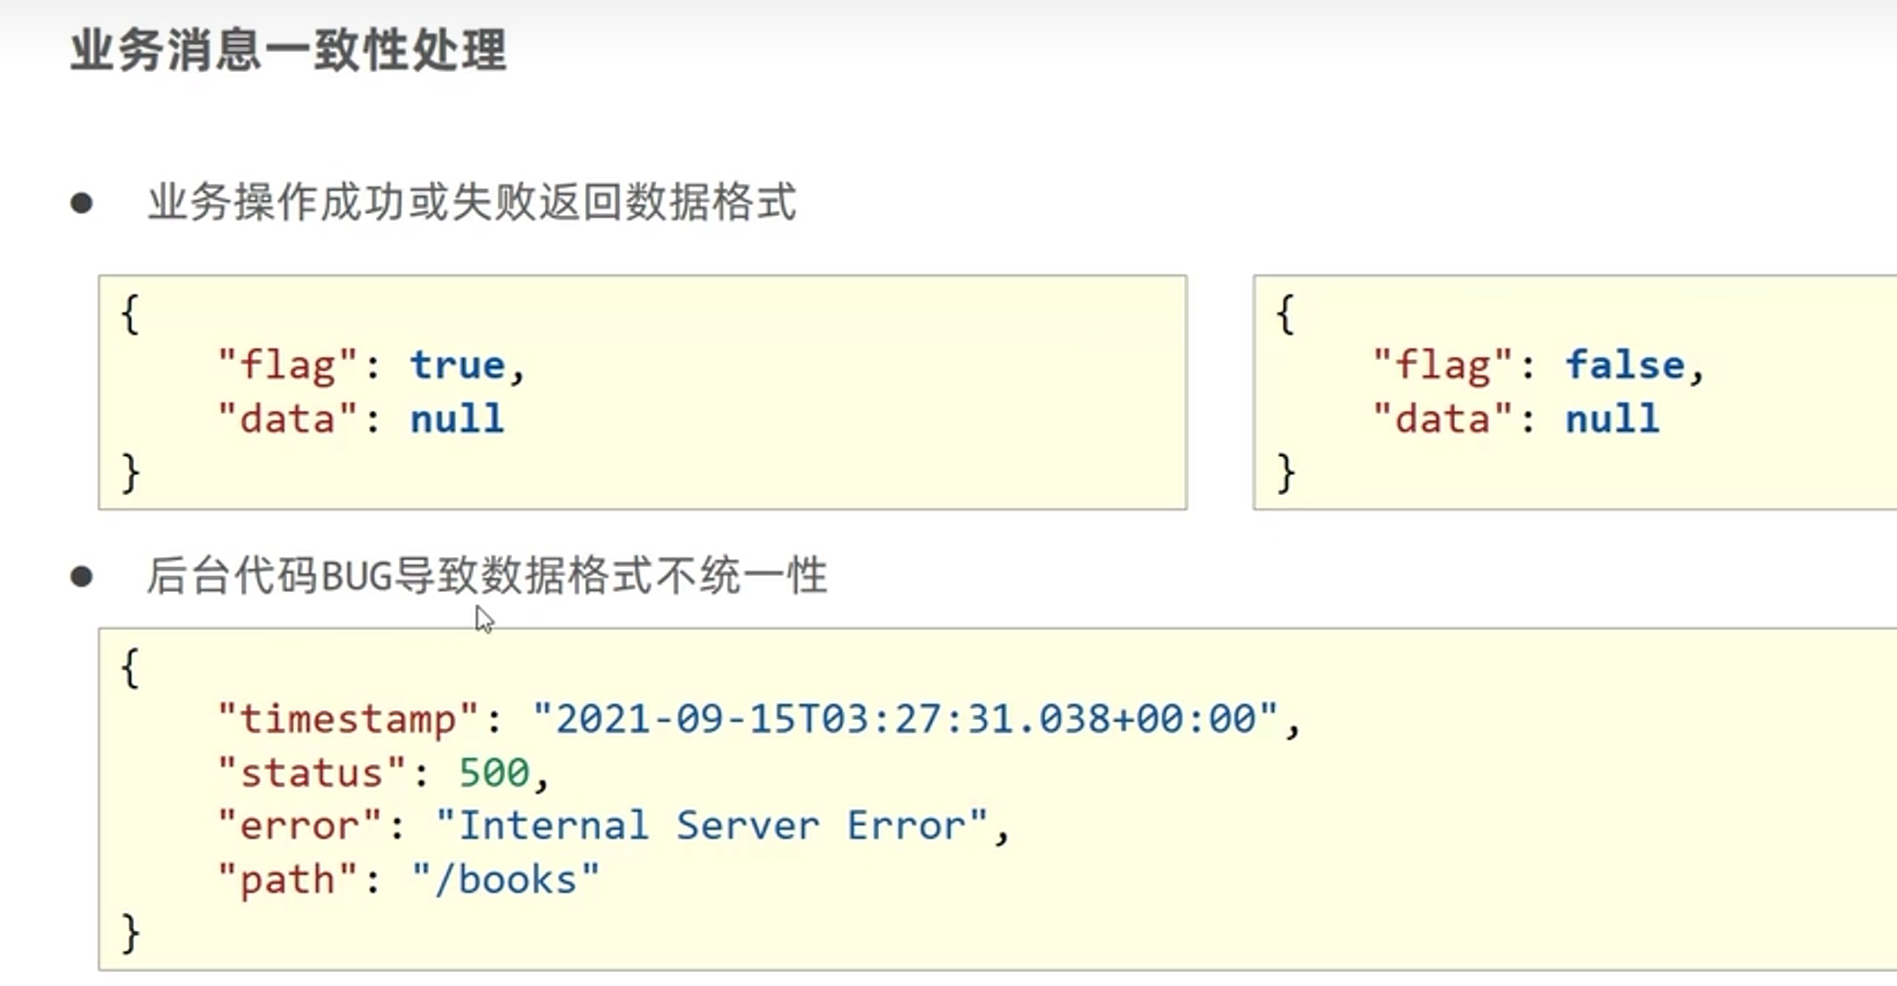 业务消息一致性处理
● 业务操作成功或失败返回数据格式
{
"flag": true,
"data": null
}
{
"flag": false,
"data": null
}
● 后台代码BUG导致数据格式不统一性
{
"timestamp": "2021-09-15T03:27:31.038+00:00",
"status": 500,
"error": "Internal Server Error",
"path": "/books"
}